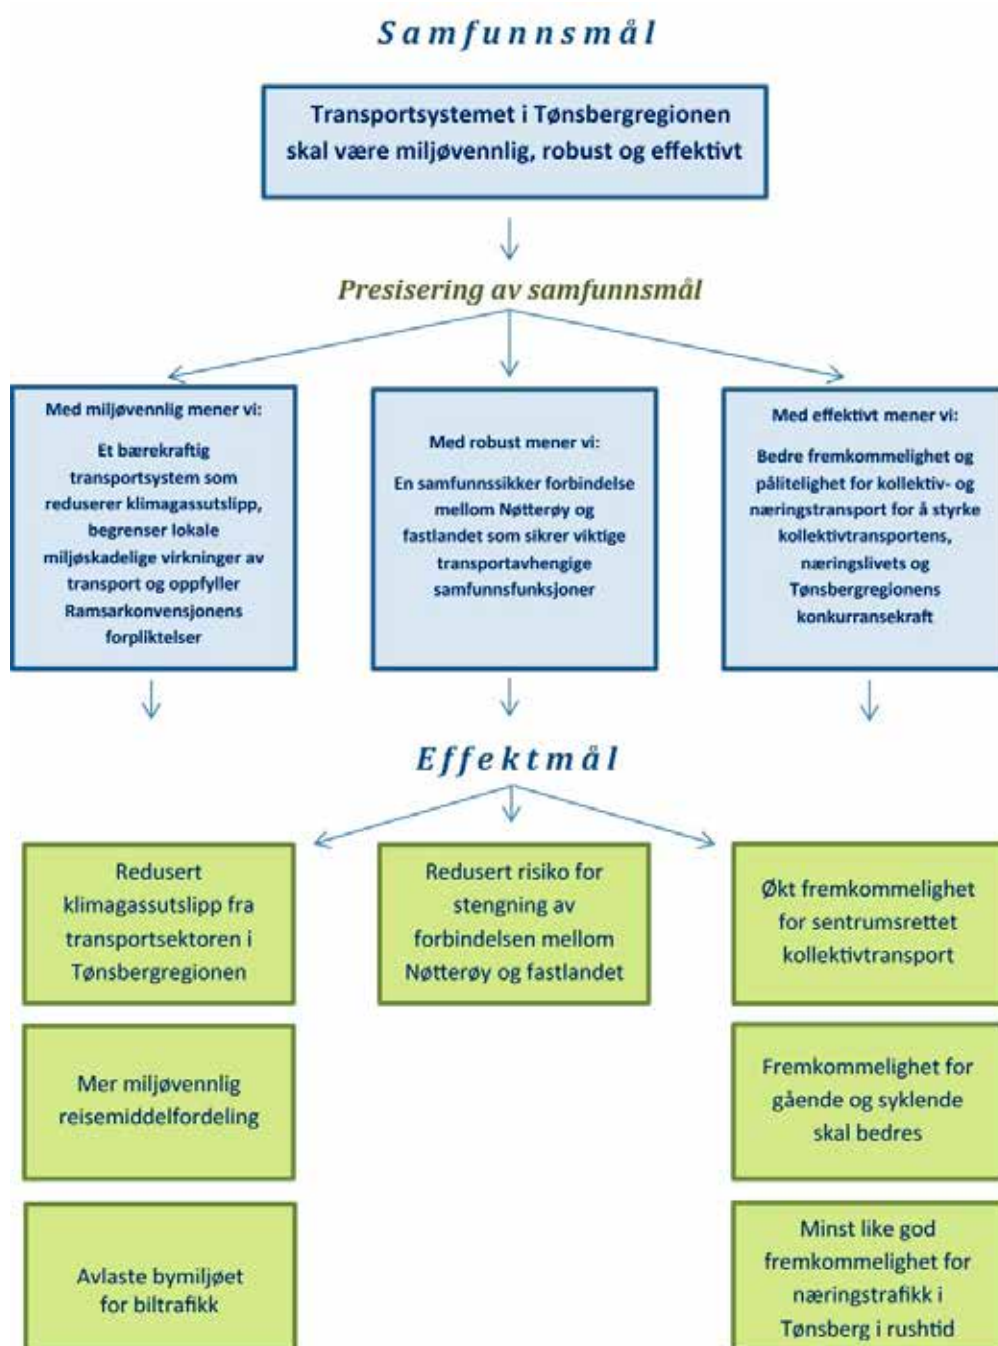 Samfunnsmål
Transportsystemet i Tønsbergregionen
skal være miljøvennlig, robust og effektivt
Presisering av samfunnsmål
Med miljøvennlig mener vi:
Et bærekraftig
transportsystem som
reduserer klimagassutslipp,
begrenser lokale
miljøskadelige virkninger av
transport og oppfyller
Ramsarkonvensjonens
forpliktelser
Med robust mener vi:
En samfunnssikker forbindelse
mellom Nøtterøy og
fastlandet som sikrer viktige
transportavhengige
samfunnsfunksjoner
Med effektivt mener vi:
Bedre fremkommelighet og
pålitelighet for kollektiv- og
næringstransport for å styrke
kollektivtransportens,
næringslivets og
Tønsbergregionens
konkurransekraft
Effektmål
Redusert
klimagassutslipp fra
transportsektoren i
Tønsbergregionen
Redusert risiko for
stengning av
forbindelsen mellom
Nøtterøy og fastlandet
Økt fremkommelighet
for sentrumsrettet
kollektivtransport
Mer miljøvennlig
reisemiddelfordeling
Fremkommelighet for
gående og syklende
skal bedres
Avlaste bymiljøet
for biltrafikk
Minst like god
fremkommelighet for
næringstrafikk i
Tønsberg i rushtid